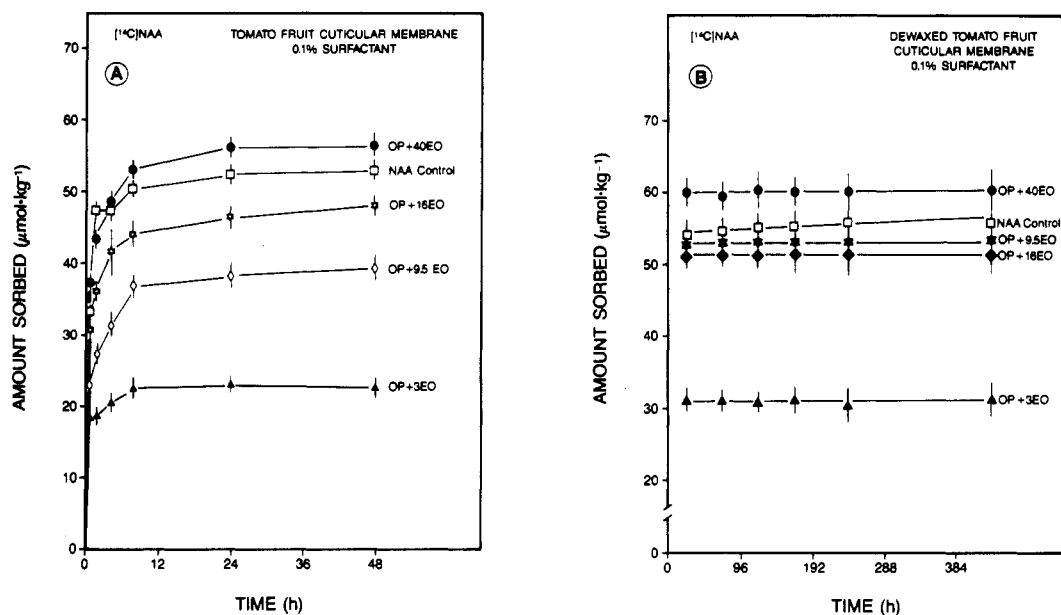 [¹⁴C]NAA
TOMATO FRUIT CUTICULAR MEMBRANE
0.1% SURFACTANT
A
70
60
50
40
30
20
10
0
AMOUNT SORBED (μmol·kg⁻¹)
OP+40EO
NAA Control
OP+16EO
OP+9.5 EO
OP+3EO
0 12 24 36 48
TIME (h)
[¹⁴C]NAA
DEWAXED TOMATO FRUIT
CUTICULAR MEMBRANE
0.1% SURFACTANT
B
70
60
50
40
30
20
0
AMOUNT SORBED (μmol·kg⁻¹)
OP+40EO
NAA Control
OP+9.5EO
OP+16EO
OP+3EO
0 96 192 288 384
TIME (h)